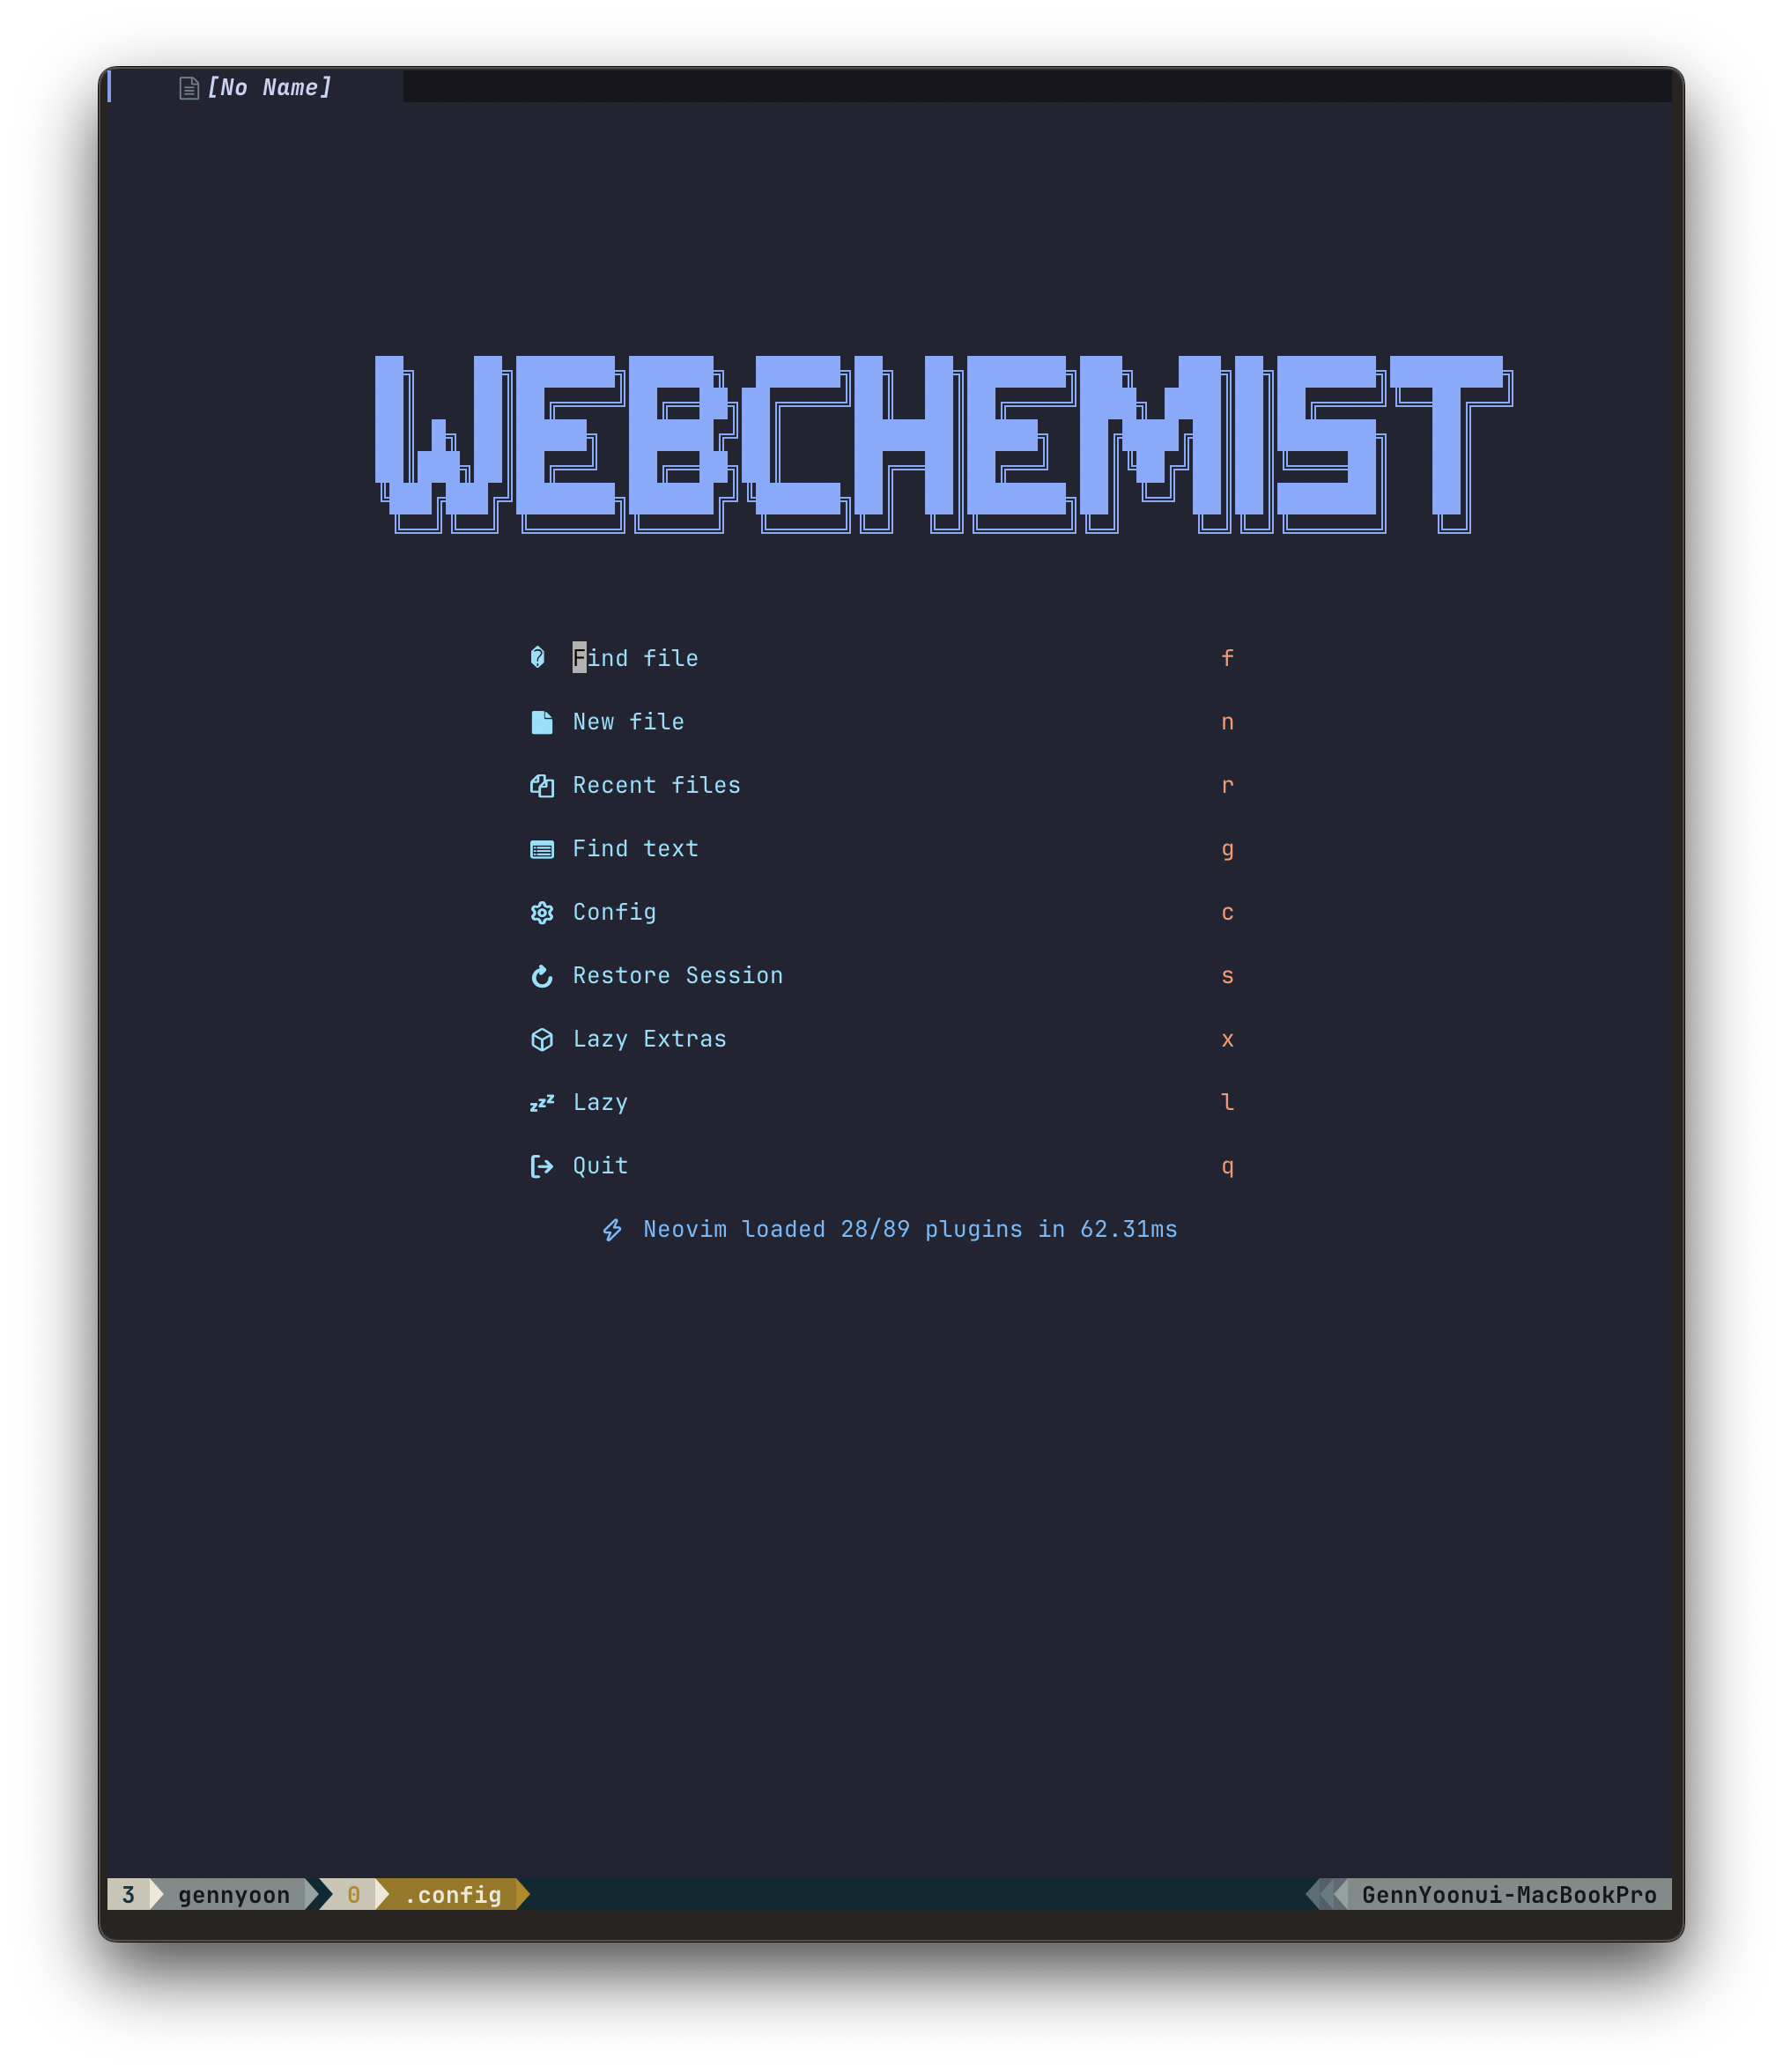 [No Name]
WEBCHEMIST
Find file f
New file n
Recent files r
Find text g
Config c
Restore Session s
Lazy Extras x
Lazy l
Quit q
Neovim loaded 28/89 plugins in 62.31ms
3 gennyoon 0 .config GennYoonui-MacBookPro